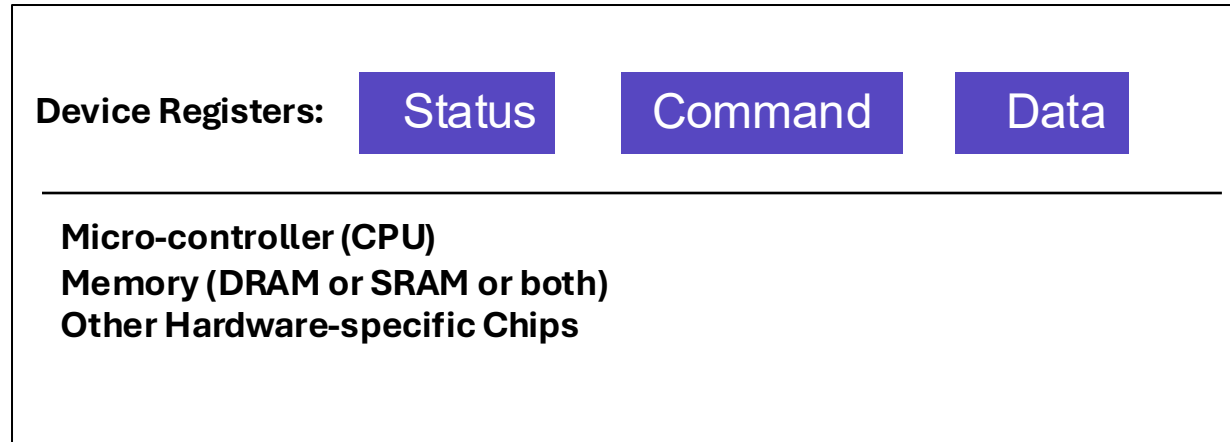 Device Registers: Status Command Data
Micro-controller (CPU)
Memory (DRAM or SRAM or both)
Other Hardware-specific Chips